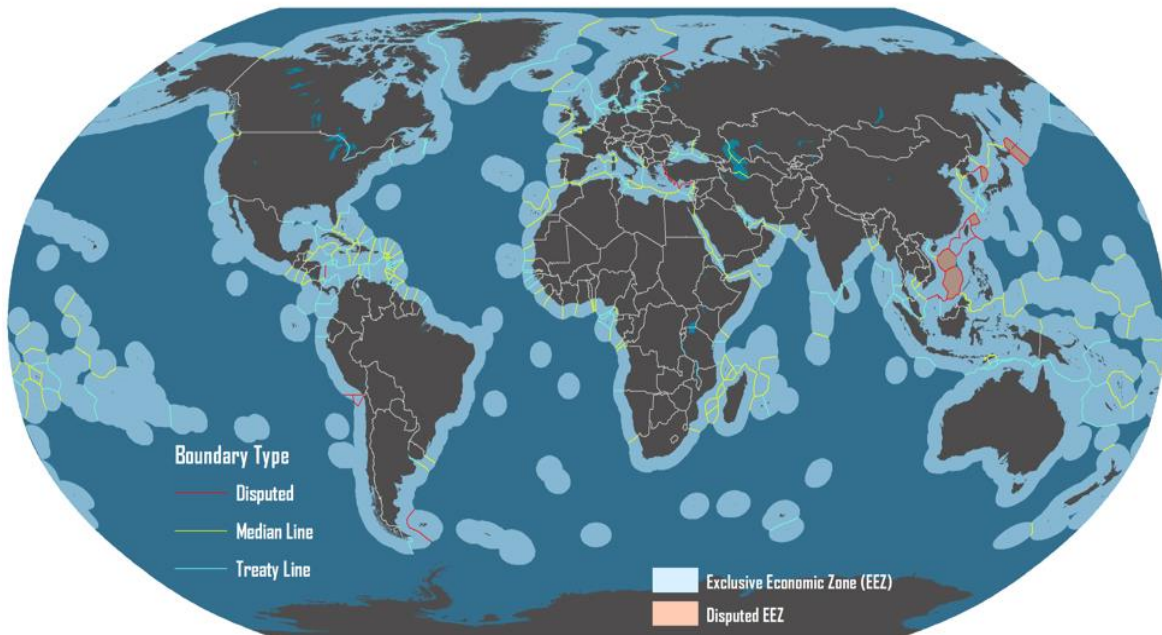 Boundary Type
Disputed
Median Line
Treaty Line
Exclusive Economic Zone (EEZ)
Disputed EEZ